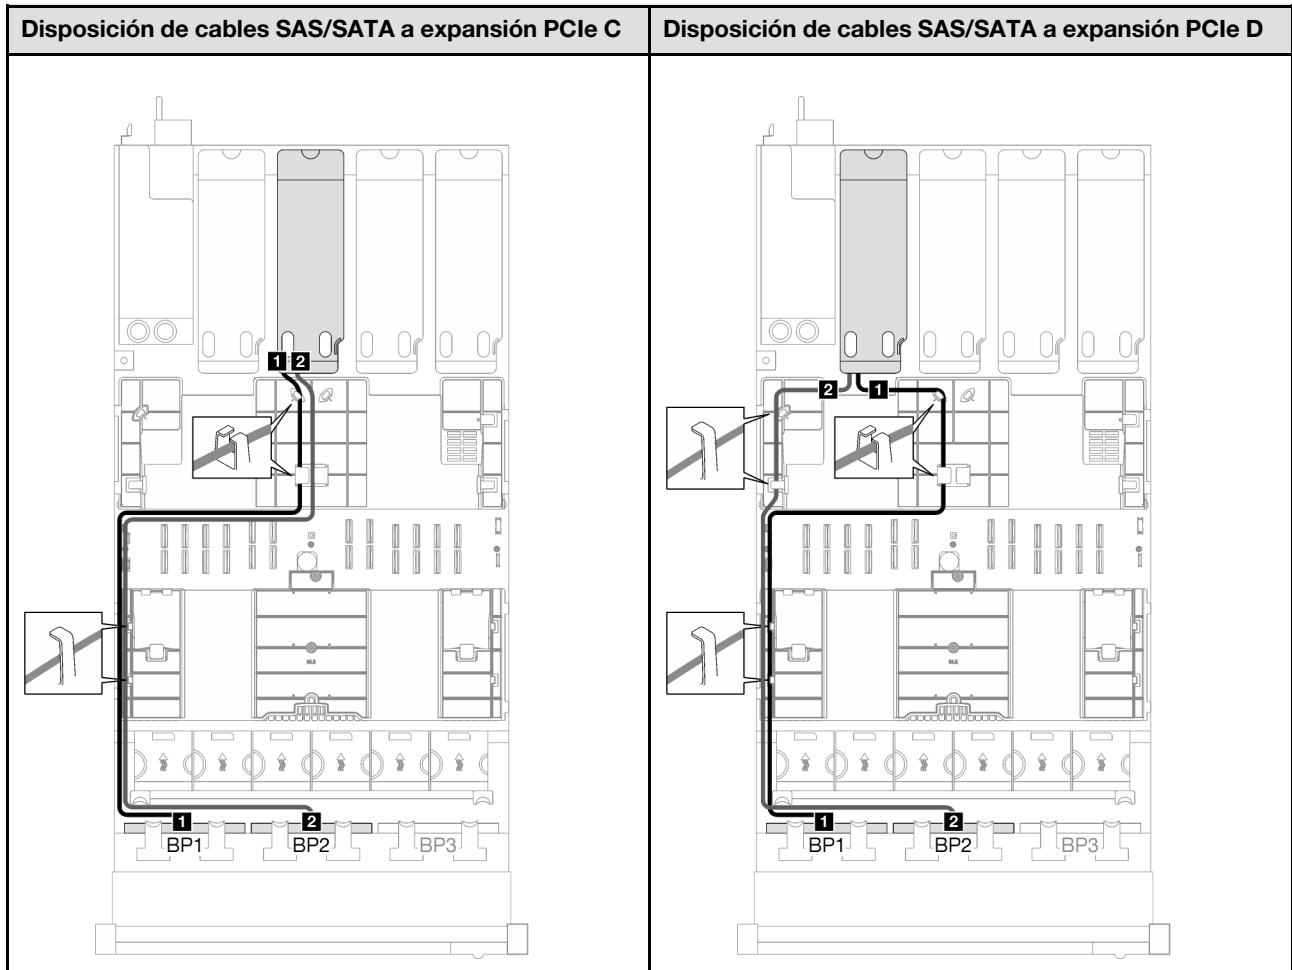 Disposición de cables SAS/SATA a expansión PCIe C
Disposición de cables SAS/SATA a expansión PCIe D
1 2
2 1
1 2
BP1 BP2 BP3
1 2
BP1 BP2 BP3